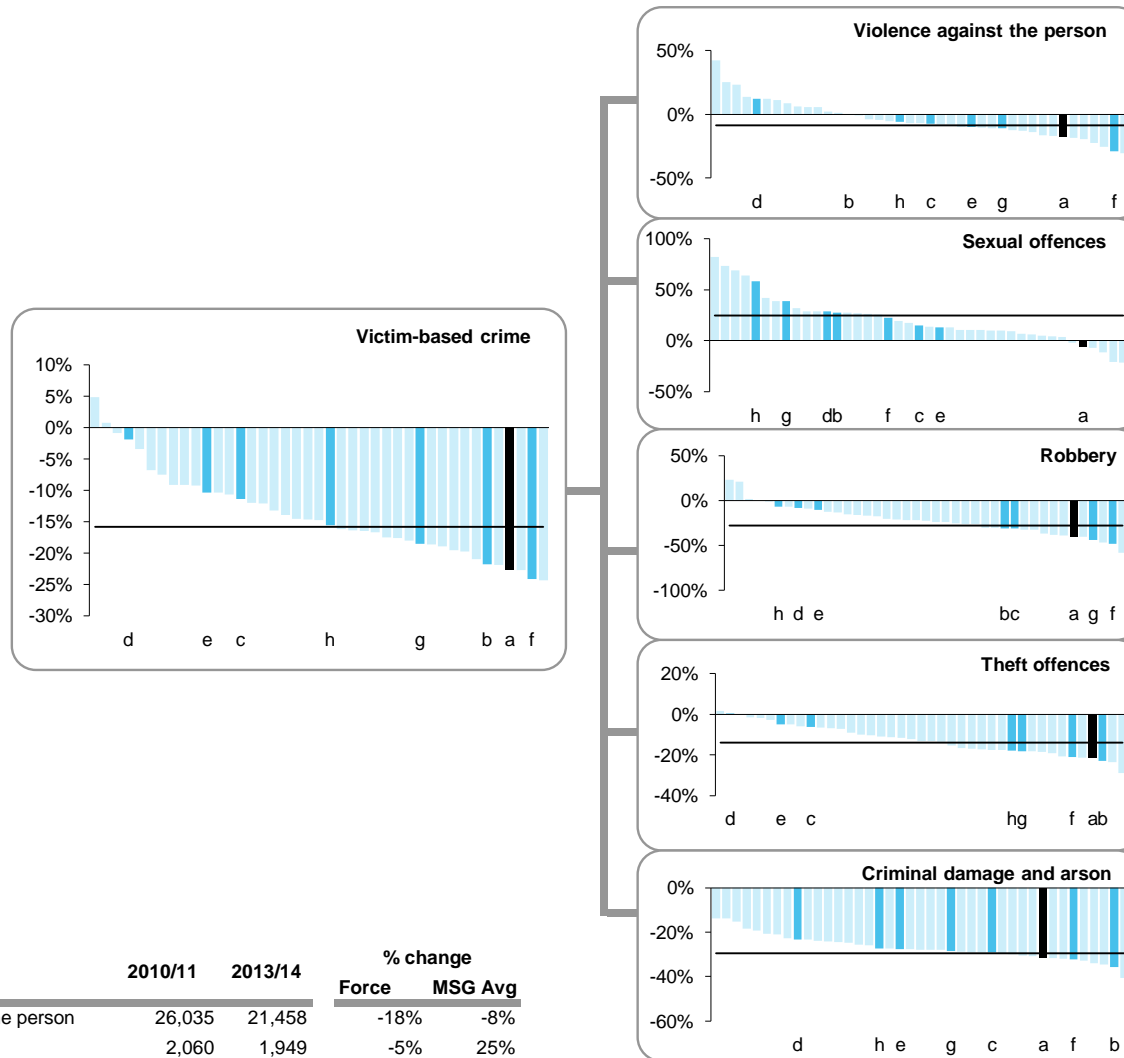 Violence against the person
50%
0%
-50%
d b h c e g a f
Sexual offences
100%
50%
0%
-50%
h g db f c e a
Victim-based crime
10%
5%
0%
-5%
-10%
-15%
-20%
-25%
-30%
d e c h g b a f
Robbery
50%
0%
-50%
-100%
h d e bc a g f
Theft offences
20%
0%
-20%
-40%
d e c hg f ab
Criminal damage and arson
0%
-20%
-40%
-60%
d h e g c a f b
2010/11 2013/14 % change
Force MSG Avg
e person 26,035 21,458 -18% -8%
2,060 1,949 -5% 25%